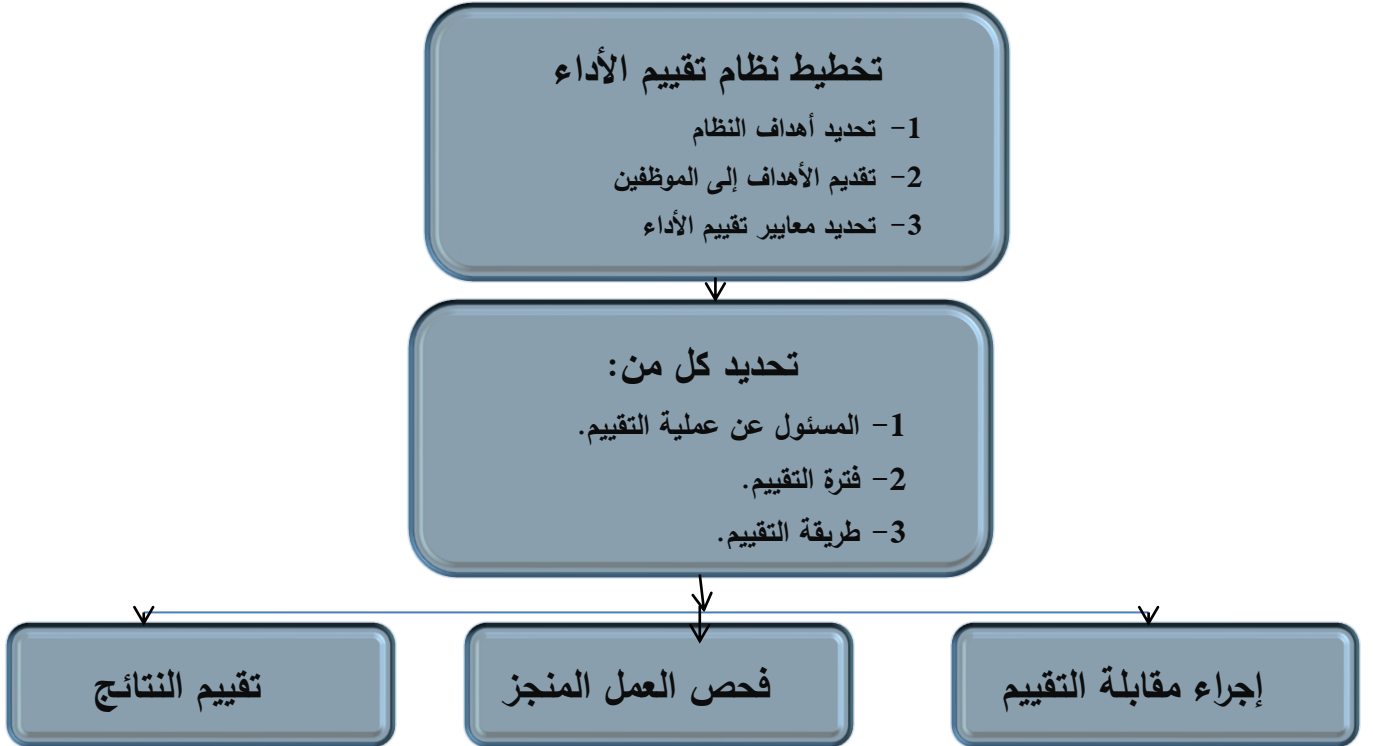 تخطيط نظام تقييم الأداء
1- تحديد أهداف النظام
2- تقديم الأهداف إلى الموظفين
3- تحديد معايير تقييم الأداء
تحديد كل من:
1- المسئول عن عملية التقييم.
2- فترة التقييم.
3- طريقة التقييم.
إجراء مقابلة التقييم
فحص العمل المنجز
تقييم النتائج